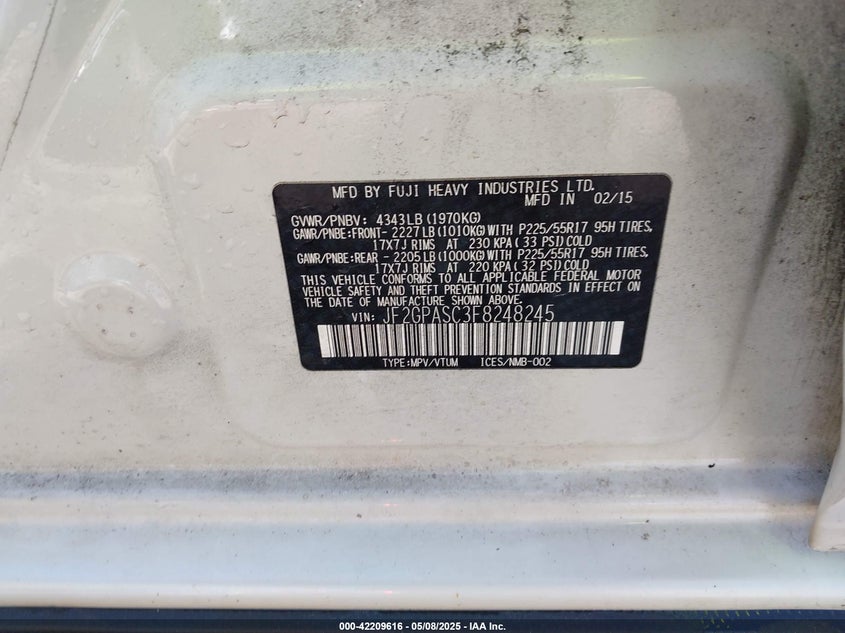 MFD BY FUJI HEAVY INDUSTRIES LTD.
MFD IN 02/15
GVWR/PNBV: 4343LB(1970KG)
GAWR/PNBE:FRONT- 2227LB(1010KG)WITH P225/55R17 95H TIRES,
17X7J RIMS AT 230 KPA(33 PSI)COLD
GAWR/PNBE:REAR - 2205LB(1000KG)WITH P225/55R17 95H TIRES,
17X7J RIMS AT 220 KPA(32 PSI)COLD
THIS VEHICLE CONFORMS TO ALL APPLICABLE FEDERAL MOTOR
VEHICLE SAFETY AND THEFT PREVENTION STANDARDS IN EFFECT ON
THE DATE OF MANUFACTURE SHOWN ABOVE.
VIN: JF2GPASC3F8248245
TYPE:MPV/VTUM ICES/NMB-002
000-42209616 - 05/08/2025 - IAA Inc.